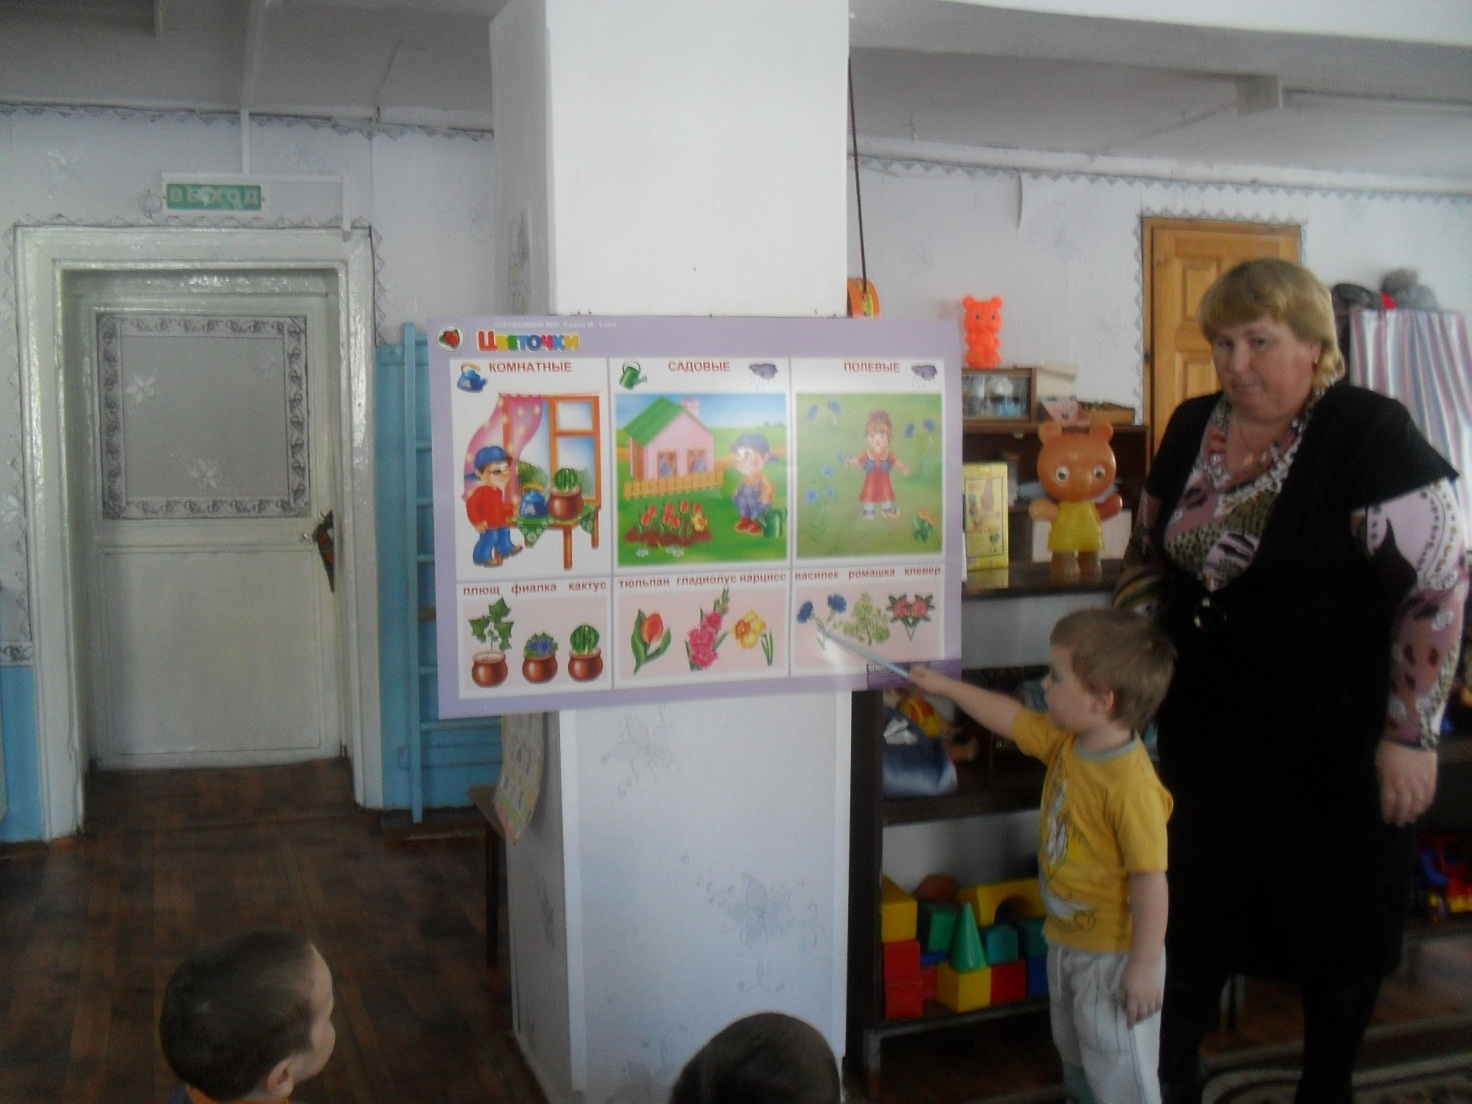 ВЫХОД
Цветочки
КОМНАТНЫЕ САДОВЫЕ ПОЛЕВЫЕ
плющ фиалка кактус тюльпан гладиолус нарцисс василек ромашка клевер